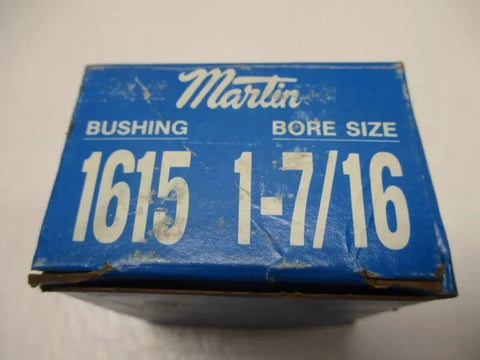 Martin
BUSHING BORE SIZE
1615 1-7/16